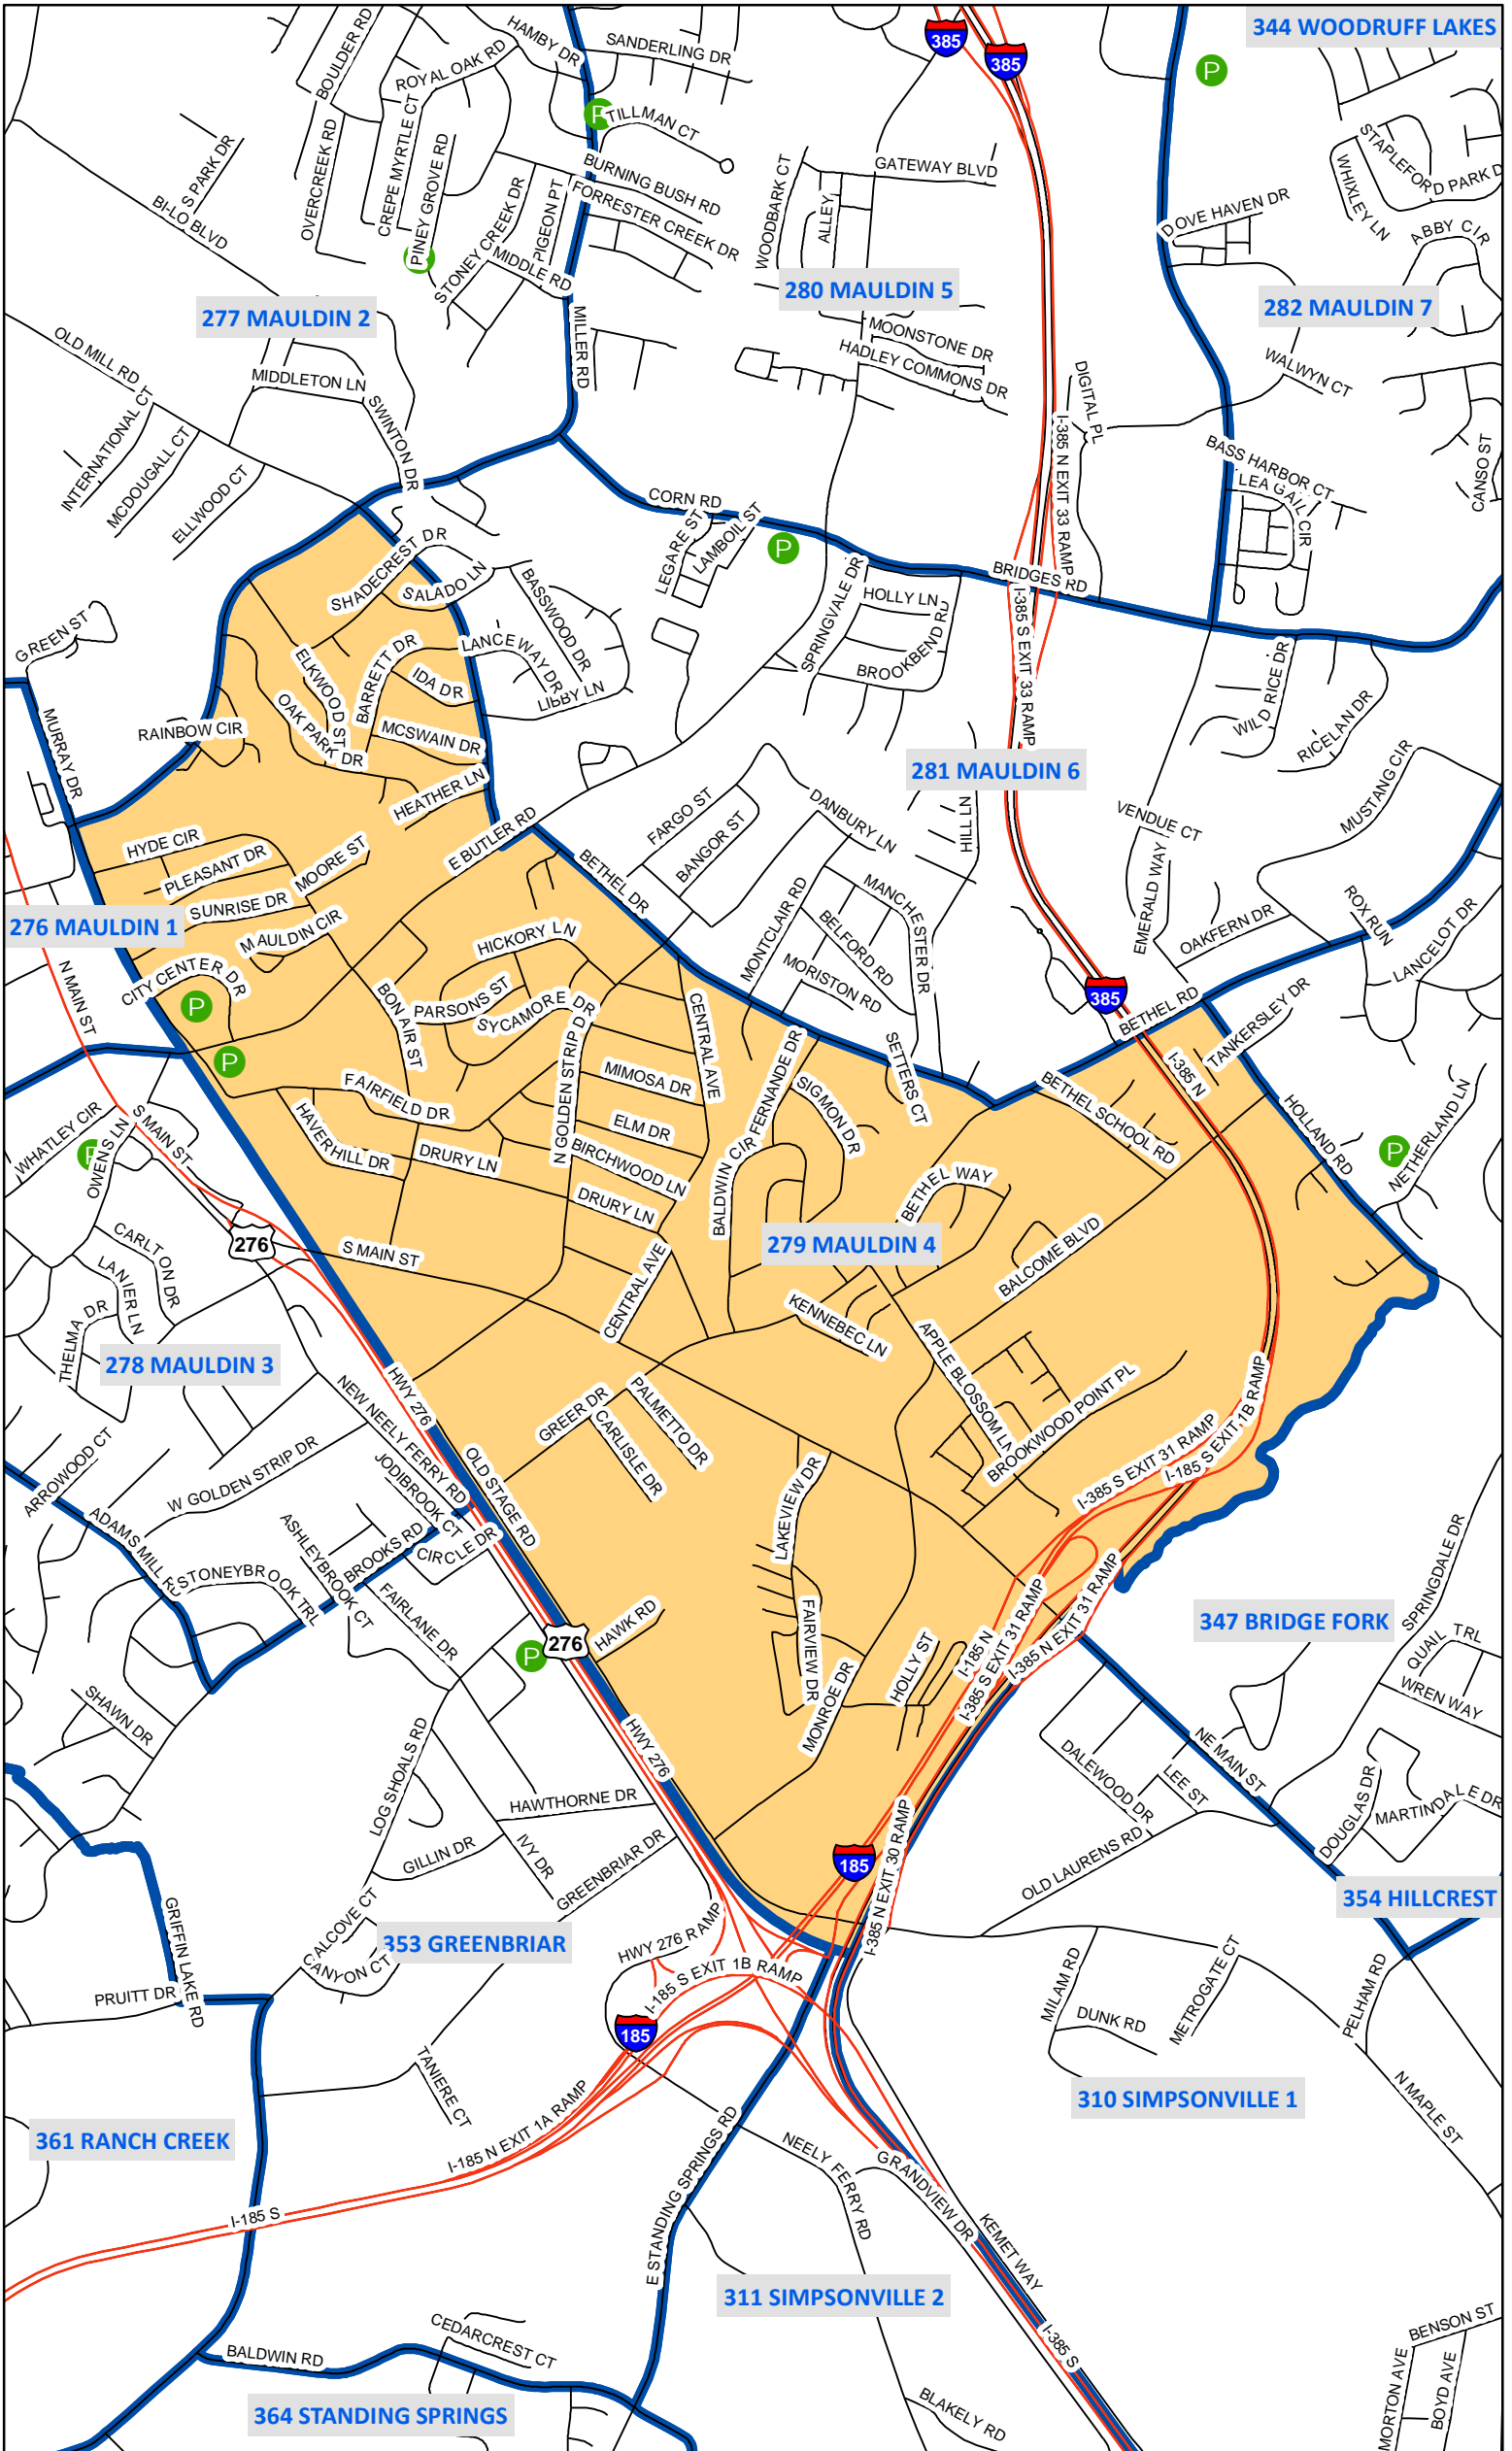 385
385
344 WOODRUFF LAKES
P
BOULDER RD
HAMBY DR
SANDERLING DR
ROYAL OAK RD
P
TILLMAN CT
S PARK DR
OVERCREEK RD
CREPE MYRTLE CT
PINEY GROVE RD
BURNING BUSH RD
FORRESTER CREEK DR
STONEY CREEK DR
PIGEON PT
MIDDLE RD
WOODBARK CT
ALLEY
GATEWAY BLVD
STAPLEFORD PARK D
WHIXLEY LN
ABBY CIR
DOVE HAVEN DR
BI-LO BLVD
277 MAULDIN 2
280 MAULDIN 5
282 MAULDIN 7
MILLER RD
MOONSTONE DR
HADLEY COMMONS DR
DIGITAL PL
WALWYN CT
OLD MILL RD
INTERNATIONAL CT
MCDOUGALL CT
ELLWOOD CT
MIDDLETON LN
SWINTON DR
I-385 N EXIT 33 RAMP
BASS HARBOR CT
LEA GAIL CIR
CANSO ST
CORN RD
LEGARE ST
LAMBOIL ST
P
BRIDGES RD
SHADECREST DR
SALADO LN
BASSWOOD DR
SPRINGVALE DR
HOLLY LN
BROOKBEND RD
I-385 S EXIT 33 RAMP
GREEN ST
LANCEWAY DR
LIBBY LN
BARRETT DR
IDA DR
ELKWOOD ST
OAK PARK DR
MCSWAIN DR
HEATHER LN
RAINBOW CIR
MURRAY DR
WILD RICE DR
RICELAN DR
MUSTANG CIR
281 MAULDIN 6
HILL LN
VENDUE CT
EMERALD WAY
OAKFERN DR
ROX RUN
LANCELOT DR
HYDE CIR
PLEASANT DR
MOORE ST
SUNRISE DR
MAULDIN CIR
E BUTLER RD
FARGO ST
BANGOR ST
DANBURY LN
BETHEL DR
MONTCLAIR RD
MANCHESTER DR
BELFORD RD
MORISTON RD
276 MAULDIN 1
N MAIN ST
CITY CENTER DR
P
P
BON AIR ST
HICKORY LN
PARSONS ST
SYCAMORE DR
N GOLDEN STRIP DR
CENTRAL AVE
385
BETHEL RD
TANKERSLEY DR
I-385 N
HOLLAND RD
NETHERLAND LN
P
WHATLEY CIR
P
OWENS LN
S MAIN ST
FAIRFIELD DR
HAVERHILL DR
DRURY LN
MIMOSA DR
ELM DR
BIRCHWOOD LN
DRURY LN
BALDWIN CIR
FERNANDE DR
SIGMON DR
SETTERS CT
BETHEL SCHOOL RD
BETHEL WAY
279 MAULDIN 4
BALCOME BLVD
CARLTON DR
LANIER LN
THELMA DR
276
S MAIN ST
CENTRAL AVE
KENNEBEC LN
APPLE BLOSSOM LN
BROOKWOOD POINT PL
278 MAULDIN 3
NEW NEELY FERRY RD
HWY 276
GREER DR
CARLISLE DR
PALMETTO DR
I-385 S EXIT 31 RAMP
I-185 S EXIT 1B RAMP
ARROWOOD CT
W GOLDEN STRIP DR
JODIBROOK CT
OLD STAGE RD
LAKEVIEW DR
ADAMS MILL RD
ASHLEYBROOK CT
BROOKS RD
CIRCLE DR
STONEYBROOK TRL
FAIRLANE DR
HAWK RD
276
P
FAIRVIEW DR
MONROE DR
HOLLY ST
I-185 N
I-385 S EXIT 31 RAMP
I-385 N EXIT 31 RAMP
347 BRIDGE FORK
SPRINGDALE DR
QUAIL TRL
WREN WAY
SHAWN DR
LOG SHOALS RD
HWY 276
HAWTHORNE DR
DALEWOOD DR
LEE ST
NE MAIN ST
DOUGLAS DR
MARTINDALE DR
GILLIN DR
IVY DR
GREENBRIAR DR
185
I-385 N EXIT 30 RAMP
OLD LAURENS RD
354 HILLCREST
GRIFFIN LAKE RD
CALCOVE CT
CANYON CT
353 GREENBRIAR
HWY 276 RAMP
I-185 S EXIT 1B RAMP
PRUITT DR
185
MILAM RD
DUNK RD
METROGATE CT
PELHAM RD
TANIERE CT
310 SIMPSONVILLE 1
N MAPLE ST
361 RANCH CREEK
I-185 N EXIT 1A RAMP
E STANDING SPRINGS RD
NEELY FERRY RD
GRANDVIEW DR
KEMET WAY
I-185 S
311 SIMPSONVILLE 2
I-385 S
CEDARCREST CT
BALDWIN RD
364 STANDING SPRINGS
BLAKELY RD
BENSON ST
MORTON AVE
BOYD AVE